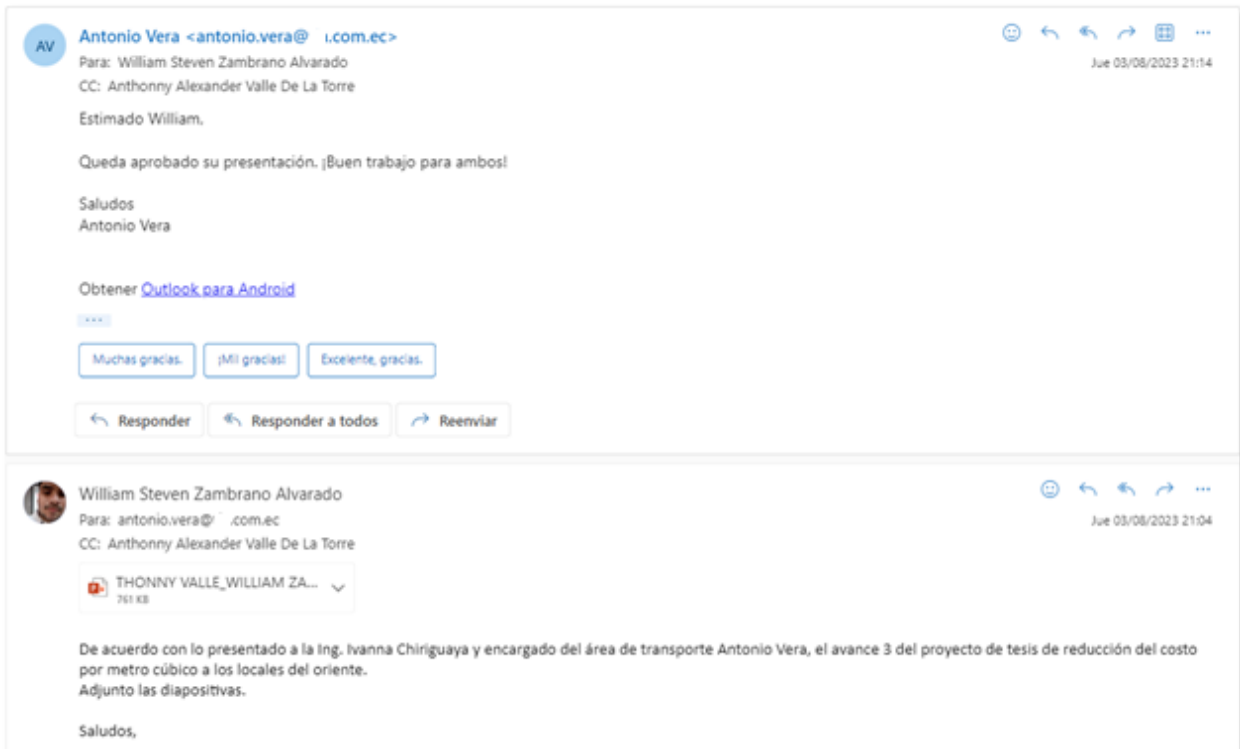 AV
Antonio Vera <antonio.vera@ .com.ec>
Para: William Steven Zambrano Alvarado
Jue 03/08/2023 21:14
CC: Anthonny Alexander Valle De La Torre
Estimado William,
Queda aprobado su presentación. ¡Buen trabajo para ambos!
Saludos
Antonio Vera
Obtener Outlook para Android
Muchas gracias. ¡Mil gracias! Excelente, gracias.
Responder Responder a todos Reenviar
William Steven Zambrano Alvarado
Para: antonio.vera@ .com.ec
Jue 03/08/2023 21:04
CC: Anthonny Alexander Valle De La Torre
THONNY VALLE_WILLIAM ZA...
761 KB
De acuerdo con lo presentado a la Ing. Ivanna Chiriguaya y encargado del área de transporte Antonio Vera, el avance 3 del proyecto de tesis de reducción del costo
por metro cúbico a los locales del oriente.
Adjunto las diapositivas.
Saludos,